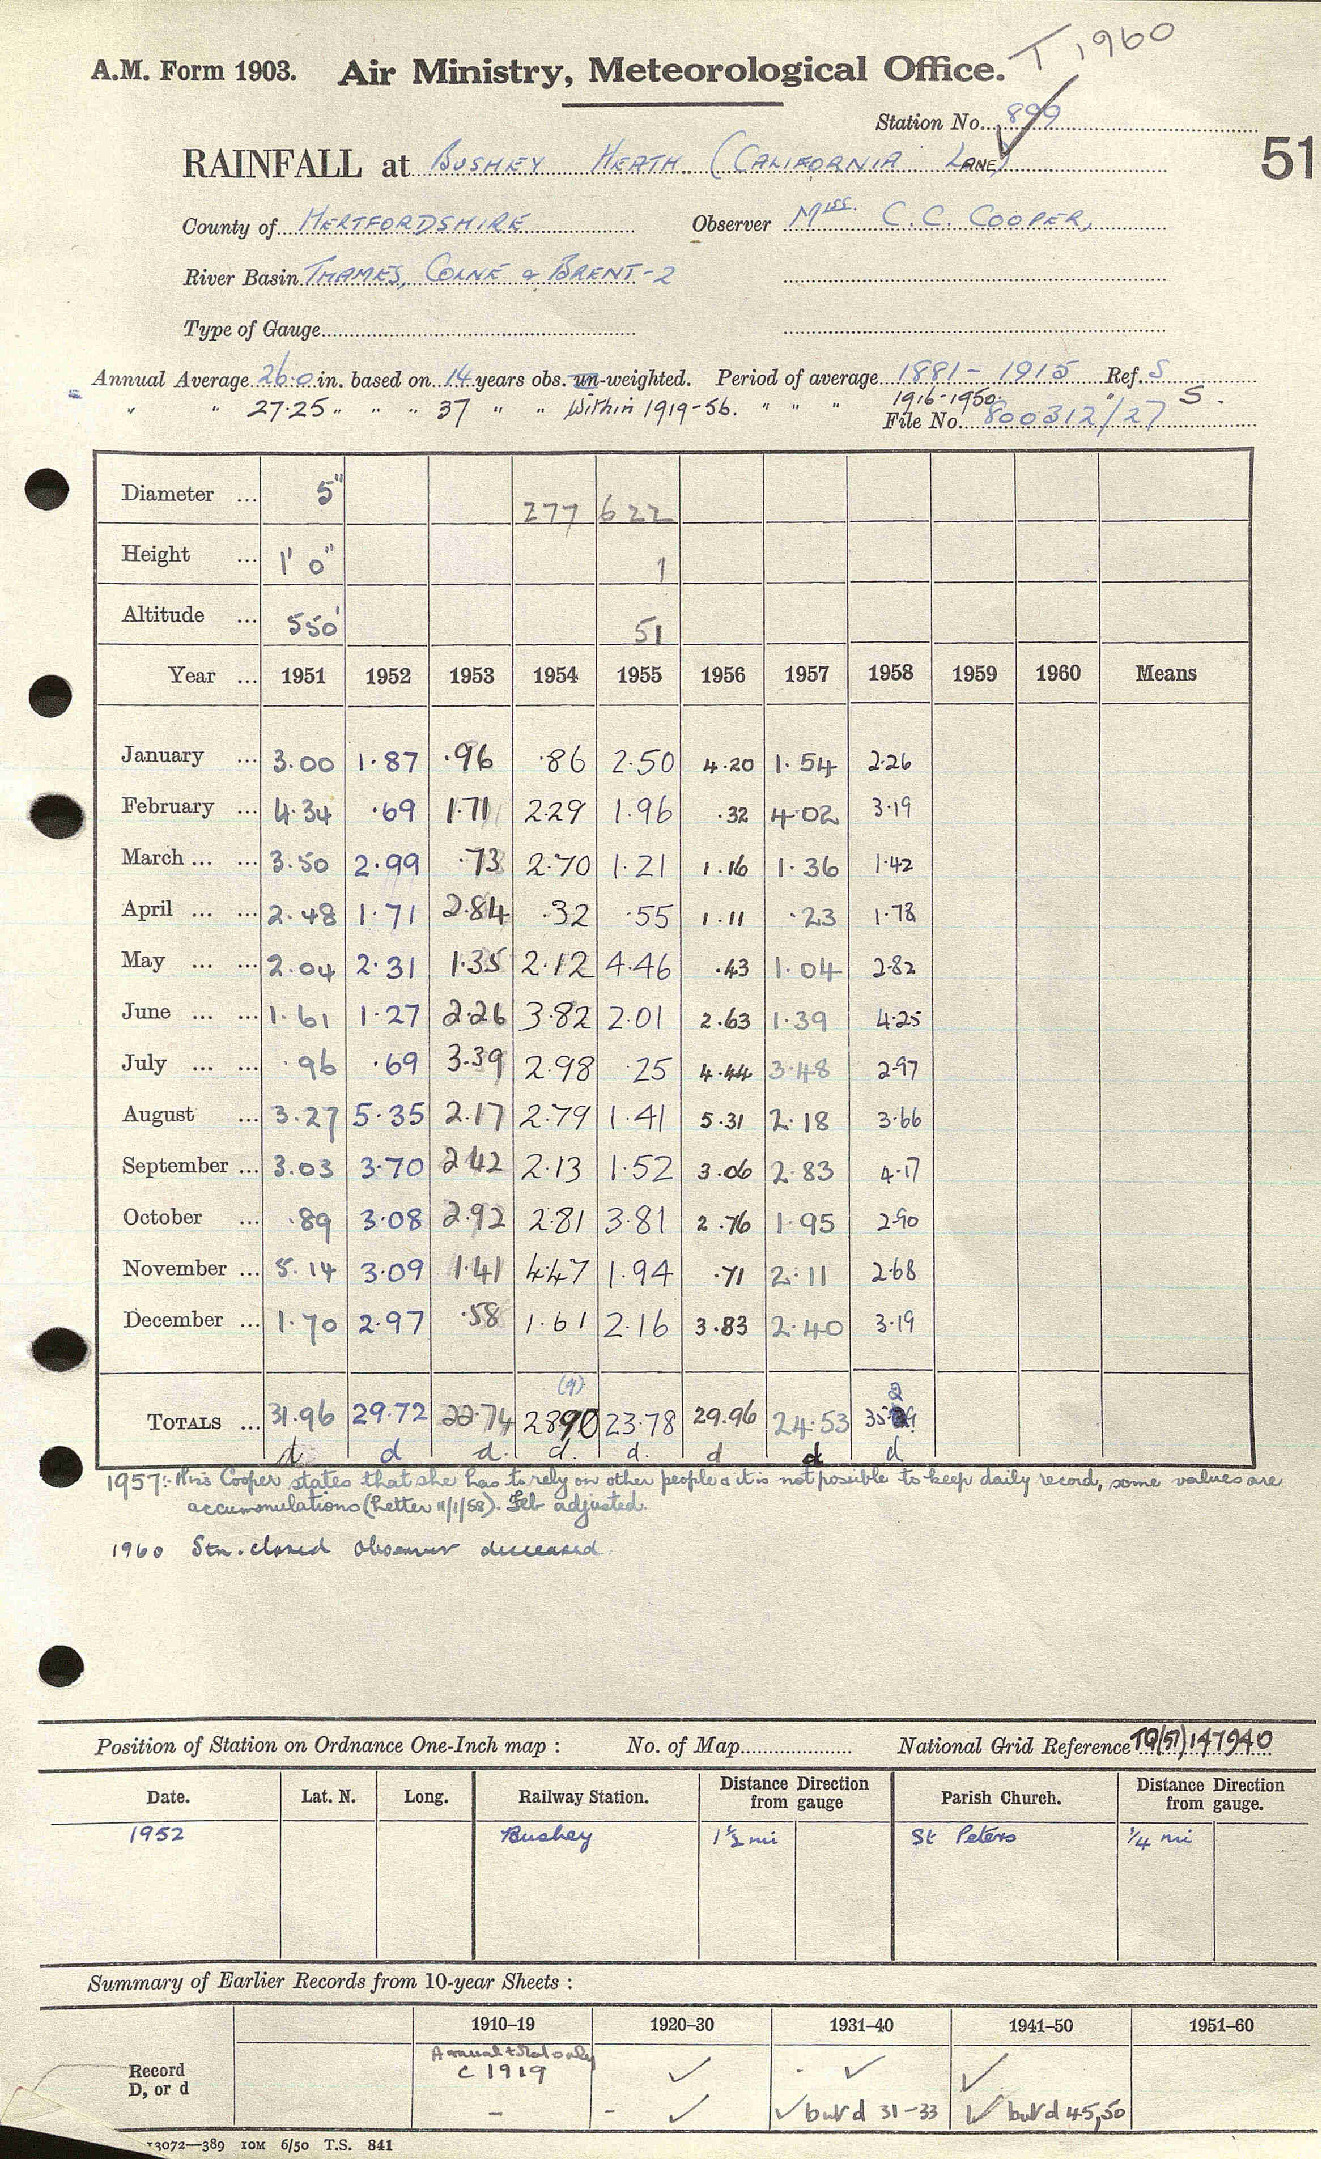 T 1960
A.M. Form 1903. Air Ministry, Meteorological Office.
Station No. 899
51
RAINFALL at BUSHEY HEATH (CALIFORNIA LANE)
County of HERTFORDSHIRE Observer Miss. C. C. COOPER,
River Basin THAMES, COLNE & BRENT-2
Type of Gauge
Annual Average 26.0 in. based on 14 years obs. un-weighted. Period of average 1881-1915 Ref. S
" " 27.25 " " " 37 " " Within 1919-56. " " " 1916-1950 " S.
File No. 800312/27
Diameter ... 5" 277 622
Height ... 1' 0" 1
Altitude ... 550' 51
Year ... 1951 1952 1953 1954 1955 1956 1957 1958 1959 1960 Means
January ... 3.00 1.87 .96 .86 2.50 4.20 1.54 2.26
February ... 4.34 .69 1.71 2.29 1.96 .32 4.02 3.19
March ... ... 3.50 2.99 .73 2.70 1.21 1.16 1.36 1.42
April ... ... 2.48 1.71 2.84 .32 .55 1.11 .23 1.78
May ... ... 2.04 2.31 1.35 2.12 4.46 .43 1.04 2.82
June ... ... 1.61 1.27 2.26 3.82 2.01 2.63 1.39 4.25
July ... ... .96 .69 3.39 2.98 .25 4.44 3.48 2.97
August ... 3.27 5.35 2.17 2.79 1.41 5.31 2.18 3.66
September ... 3.03 3.70 2.42 2.13 1.52 3.06 2.83 4.17
October ... .89 3.08 2.92 2.81 3.81 2.76 1.95 2.90
November ... 5.14 3.09 1.41 4.47 1.94 .71 2.11 2.68
December ... 1.70 2.97 .58 1.61 2.16 3.83 2.40 3.19
(9) 2
TOTALS ... 31.96 29.72 22.74 28.90 23.78 29.96 24.53 35.29
d d d. d. d. d d d
1957:- Miss Cooper states that she has to rely on other people & it is not possible to keep daily record, some values are
accummulations (Letter 11/1/58). Feb adjusted.
1960 Stn. closed Observer deceased.
Position of Station on Ordnance One-Inch map : No. of Map National Grid Reference TQ(51)147940
Date. Lat. N. Long. Railway Station. Distance Direction from gauge Parish Church. Distance Direction from gauge.
1952 Bushey 1½ mi St Peters ¼ mi
Summary of Earlier Records from 10-year Sheets :
1910–19 1920–30 1931–40 1941–50 1951–60
Record Annual total only c 1919 ✓ ✓ ✓
D, or d – – ✓ ✓ but d 31-33 ✓ but d 45,50
13072—389 IOM 6/50 T.S. 841